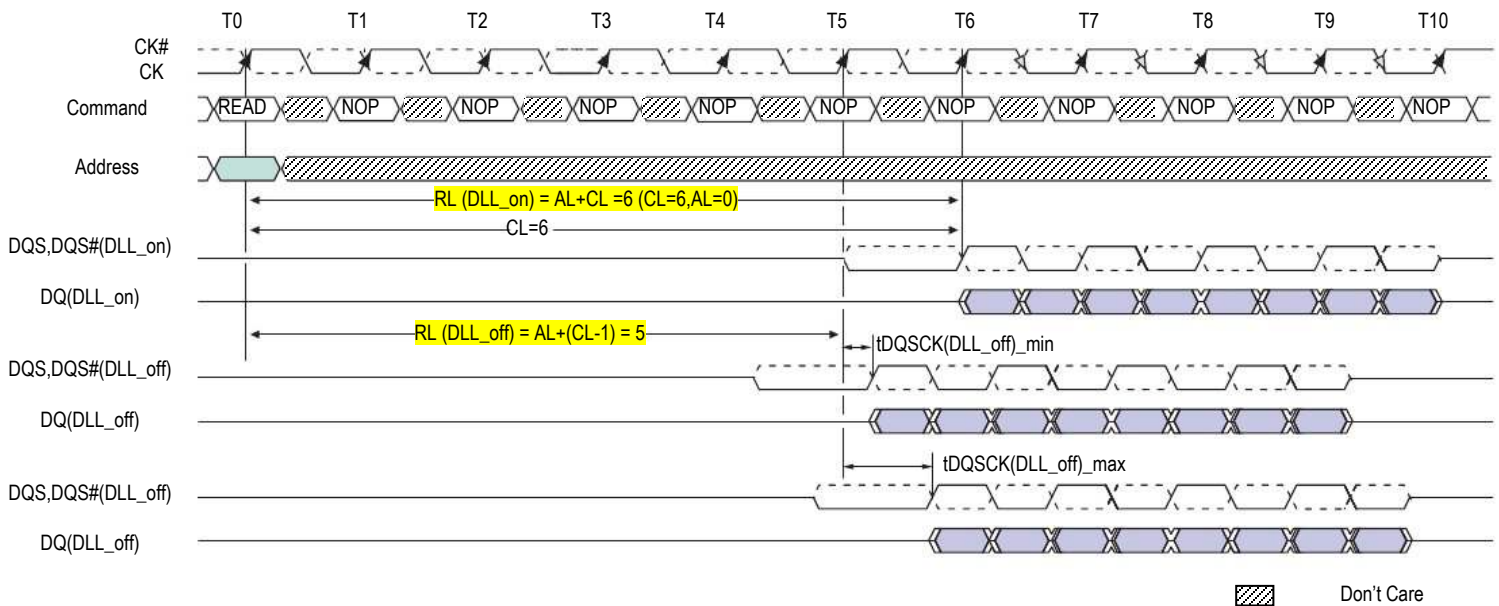 T0 T1 T2 T3 T4 T5 T6 T7 T8 T9 T10
CK#
CK
Command READ NOP NOP NOP NOP NOP NOP NOP NOP NOP NOP
Address
RL (DLL_on) = AL+CL =6 (CL=6,AL=0)
CL=6
DQS,DQS#(DLL_on)
DQ(DLL_on)
RL (DLL_off) = AL+(CL-1) = 5
tDQSCK(DLL_off)_min
DQS,DQS#(DLL_off)
DQ(DLL_off)
tDQSCK(DLL_off)_max
DQS,DQS#(DLL_off)
DQ(DLL_off)
Don't Care